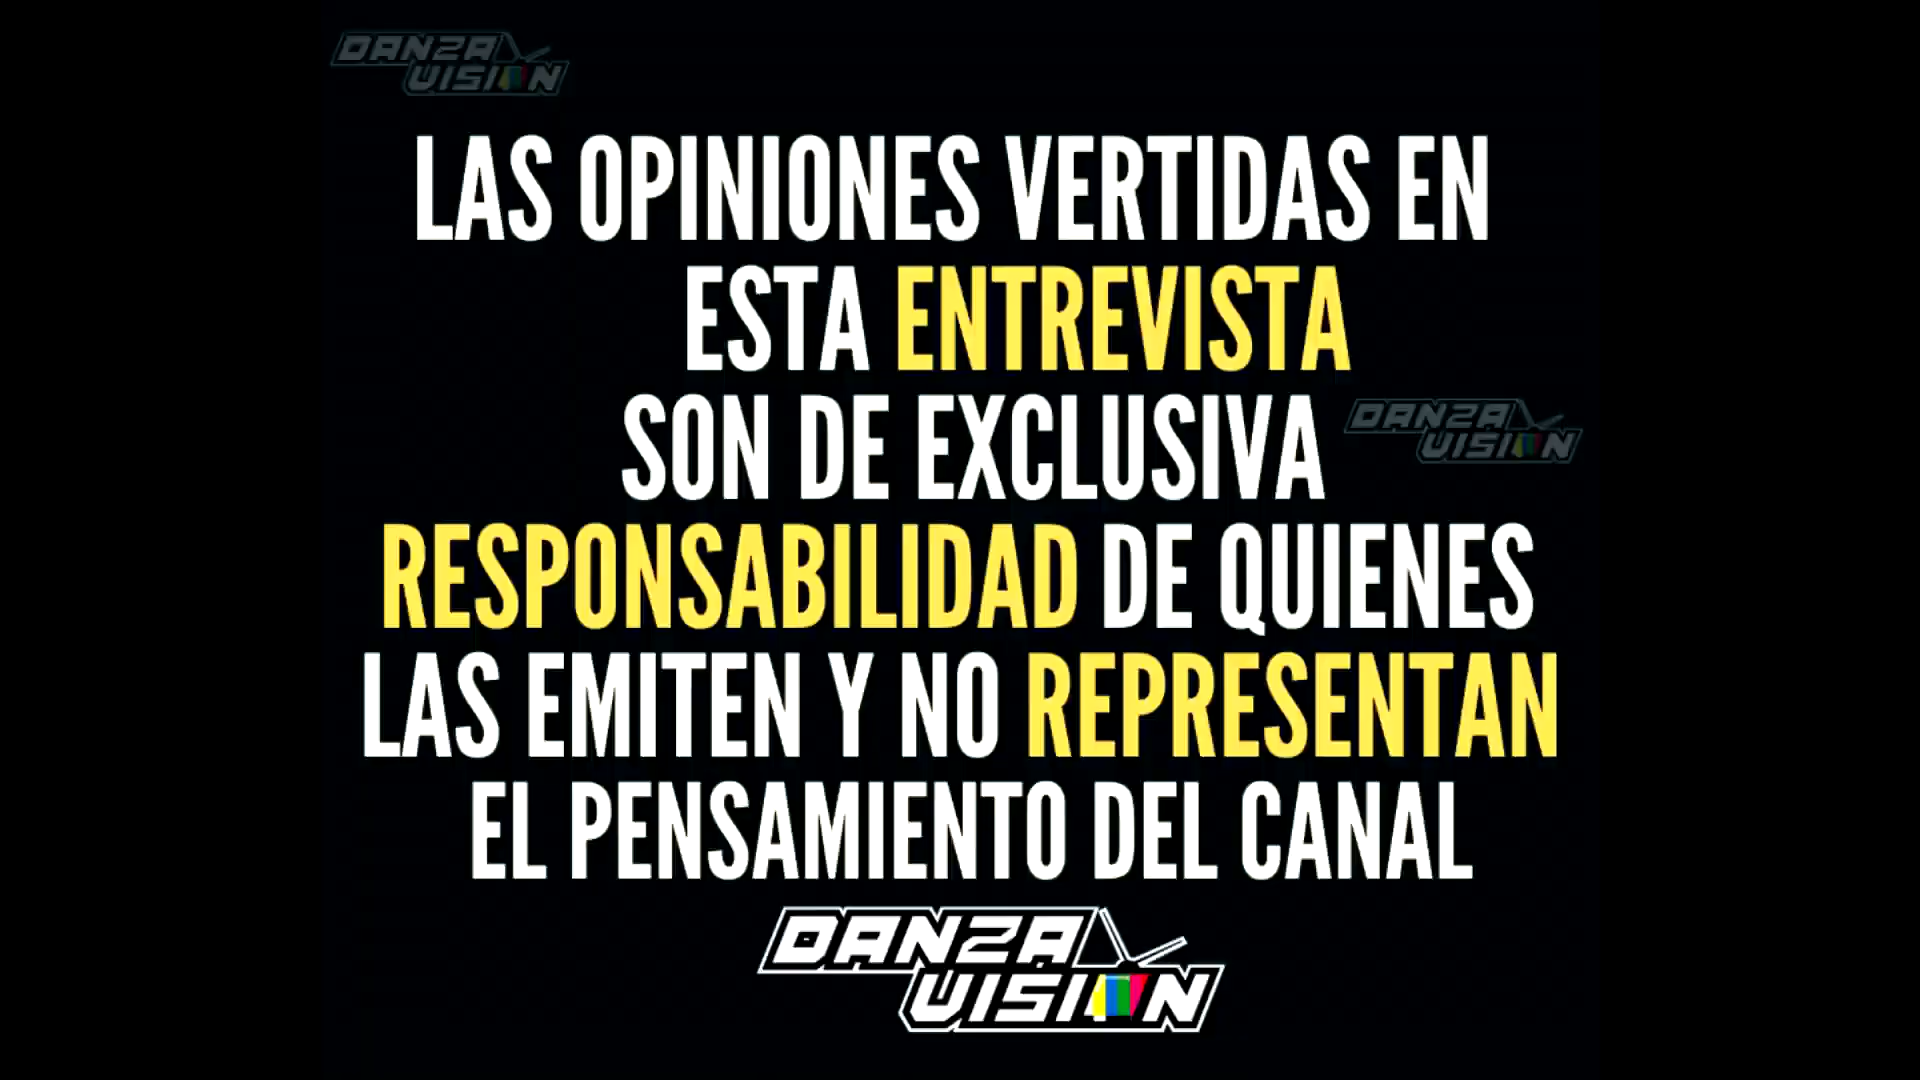 DANZA
VISION
LAS OPINIONES VERTIDAS EN
ESTA ENTREVISTA
SON DE EXCLUSIVA
DANZA
VISION
RESPONSABILIDAD DE QUIENES
LAS EMITEN Y NO REPRESENTAN
EL PENSAMIENTO DEL CANAL
DANZA
VISION